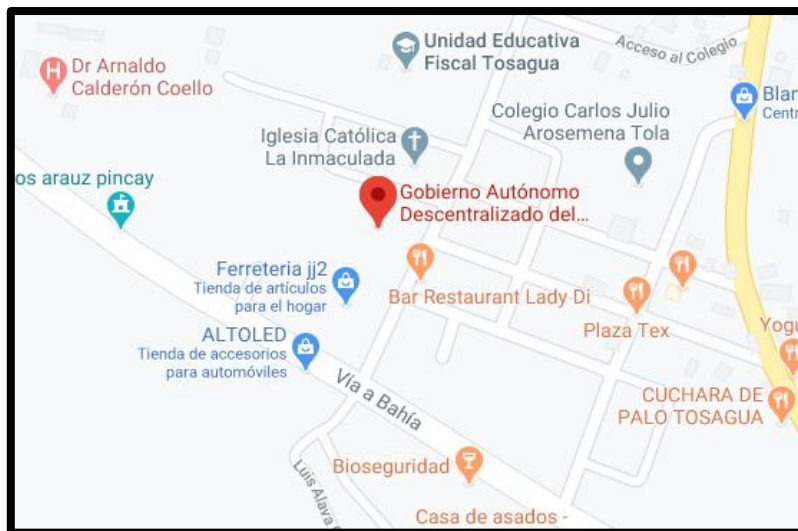 Unidad Educativa
Fiscal Tosagua
Acceso al Colegio
Dr Arnaldo
Calderón Coello
Blan
Centr
Colegio Carlos Julio
Arosemena Tola
Iglesia Católica
La Inmaculada
os arauz pincay
Gobierno Autónomo
Descentralizado del...
Ferreteria jj2
Tienda de artículos
para el hogar
Bar Restaurant Lady Di
Plaza Tex
Yogu
ALTOLED
Tienda de accesorios
para automóviles
Vía a Bahía
CUCHARA DE
PALO TOSAGUA
Bioseguridad
Luis Alava
Casa de asados -